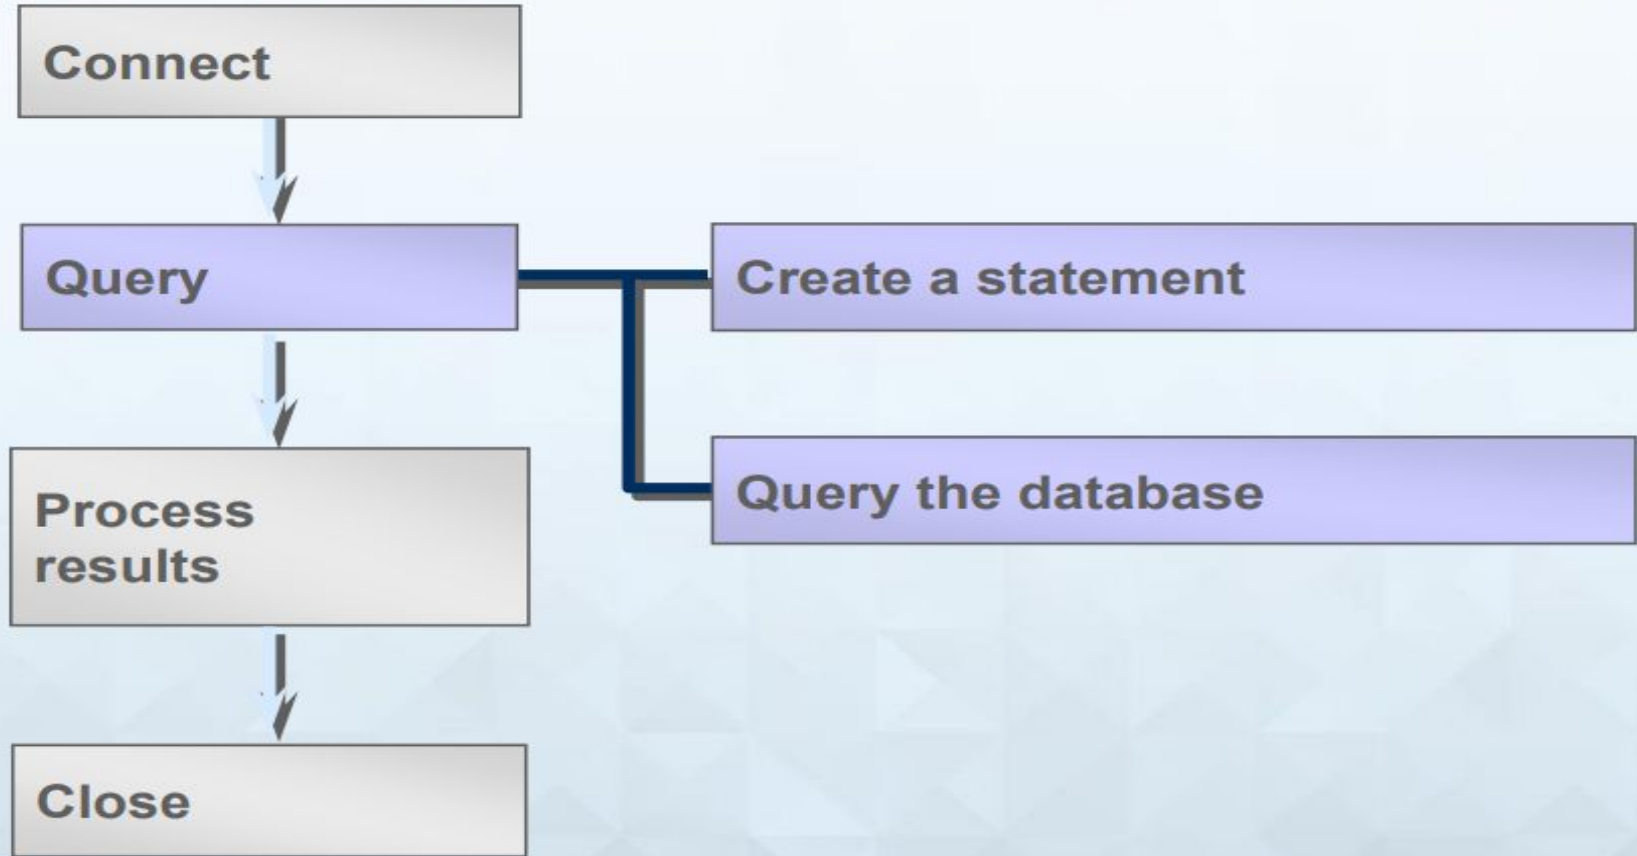 Connect
Query
Create a statement
Query the database
Process
results
Close